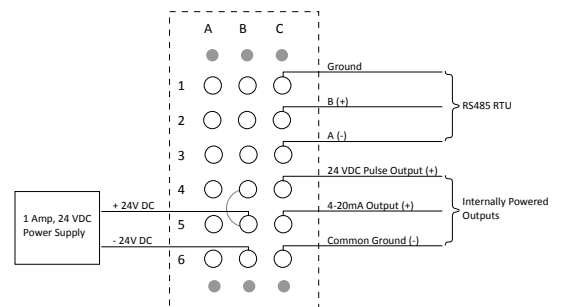 A B C
Ground
1
B (+)
RS485 RTU
2
A (-)
3
24 VDC Pulse Output (+)
4
+ 24V DC
4-20mA Output (+)
Internally Powered
Outputs
1 Amp, 24 VDC
Power Supply
5
- 24V DC
Common Ground (-)
6